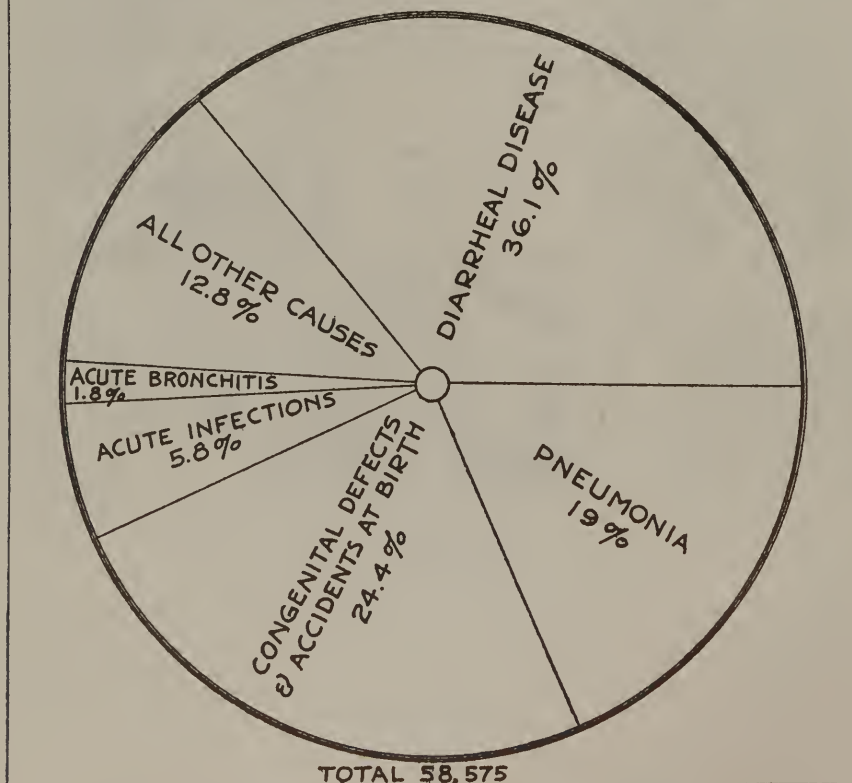 DIARRHEAL DISEASE
36.1 %
ALL OTHER CAUSES
12.8 %
ACUTE BRONCHITIS
1.8%
ACUTE INFECTIONS
5.8 %
CONGENITAL DEFECTS
& ACCIDENTS AT BIRTH
24.4 %
PNEUMONIA
19 %
TOTAL 58,575